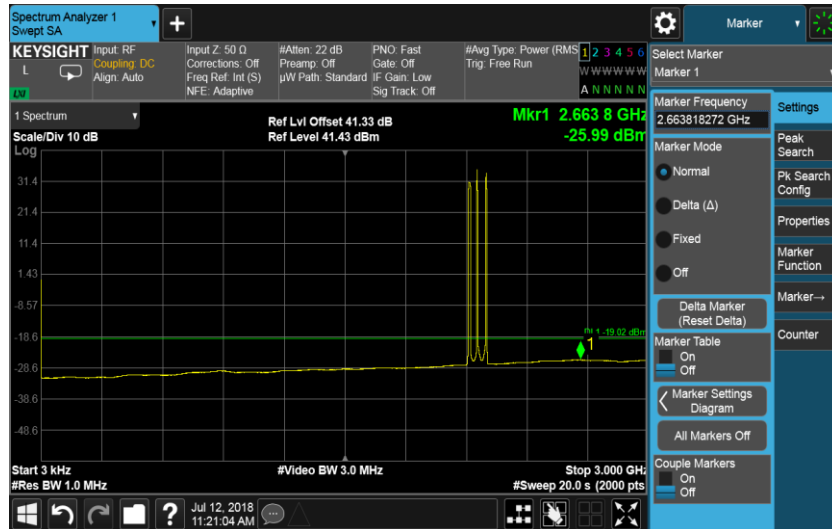 Spectrum Analyzer 1
Swept SA
+
Marker
KEYSIGHT
L
Input: RF
Coupling: DC
Align: Auto
Input Z: 50 Ω
Corrections: Off
Freq Ref: Int (S)
NFE: Adaptive
#Atten: 22 dB
Preamp: Off
µW Path: Standard
PNO: Fast
Gate: Off
IF Gain: Low
Sig Track: Off
#Avg Type: Power (RMS
Trig: Free Run
1 2 3 4 5 6
W W W W W W
A N N N N N
Select Marker
Marker 1
1 Spectrum
Scale/Div 10 dB
Log
Ref Lvl Offset 41.33 dB
Ref Level 41.43 dBm
Mkr1 2.663 8 GHz
-25.99 dBm
31.4
21.4
11.4
1.43
-8.57
-18.6
-28.6
-38.6
-48.6
DL1 -19.02 dBm
1
Start 3 kHz
#Res BW 1.0 MHz
#Video BW 3.0 MHz
Stop 3.000 GHz
#Sweep 20.0 s (2000 pts
Marker Frequency
2.663818272 GHz
Marker Mode
Normal
Delta (Δ)
Fixed
Off
Delta Marker
(Reset Delta)
Marker Table
On
Off
Marker Settings
Diagram
All Markers Off
Couple Markers
On
Off
Settings
Peak
Search
Pk Search
Config
Properties
Marker
Function
Marker→
Counter
?
Jul 12, 2018
11:21:04 AM